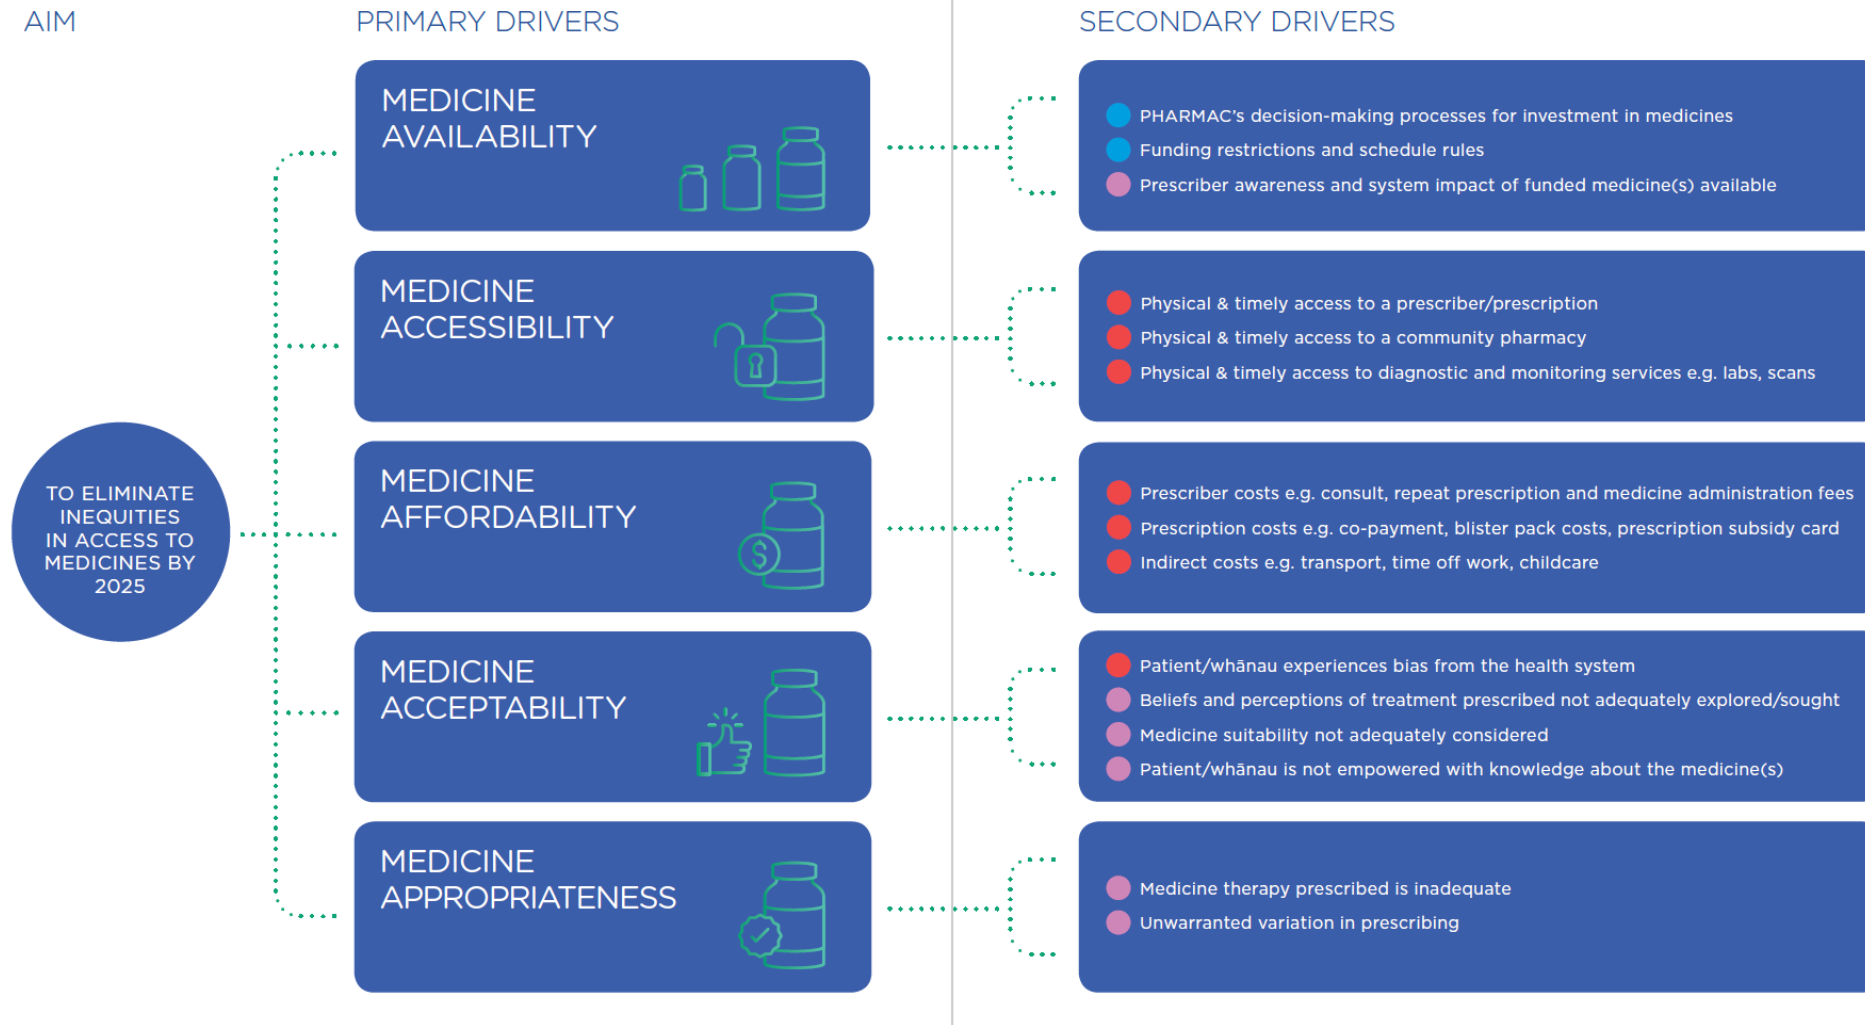 AIM
PRIMARY DRIVERS
SECONDARY DRIVERS
TO ELIMINATE
INEQUITIES
IN ACCESS TO
MEDICINES BY
2025
MEDICINE
AVAILABILITY
PHARMAC's decision-making processes for investment in medicines
Funding restrictions and schedule rules
Prescriber awareness and system impact of funded medicine(s) available
MEDICINE
ACCESSIBILITY
Physical & timely access to a prescriber/prescription
Physical & timely access to a community pharmacy
Physical & timely access to diagnostic and monitoring services e.g. labs, scans
MEDICINE
AFFORDABILITY
$
Prescriber costs e.g. consult, repeat prescription and medicine administration fees
Prescription costs e.g. co-payment, blister pack costs, prescription subsidy card
Indirect costs e.g. transport, time off work, childcare
MEDICINE
ACCEPTABILITY
Patient/whānau experiences bias from the health system
Beliefs and perceptions of treatment prescribed not adequately explored/sought
Medicine suitability not adequately considered
Patient/whānau is not empowered with knowledge about the medicine(s)
MEDICINE
APPROPRIATENESS
Medicine therapy prescribed is inadequate
Unwarranted variation in prescribing